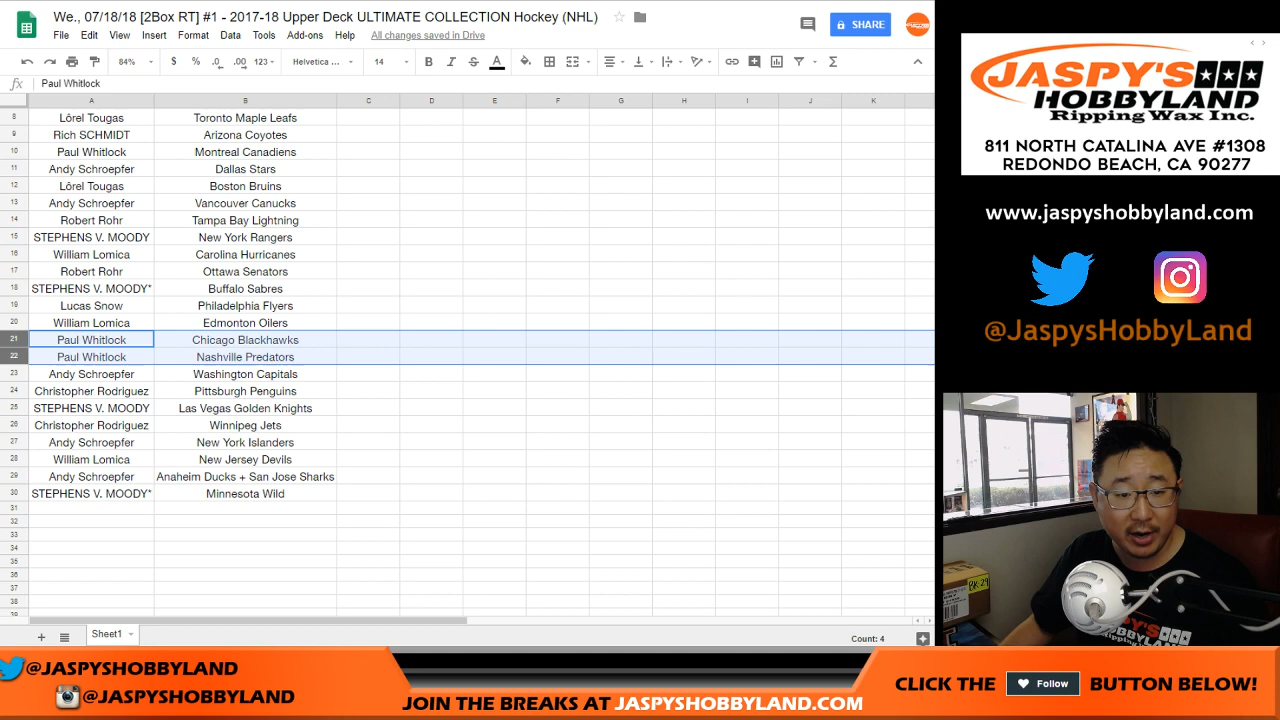 We., 07/18/18 [2Box RT] #1 - 2017-18 Upper Deck ULTIMATE COLLECTION Hockey (NHL)
File Edit View Insert Format Data Tools Add-ons Help All changes saved in Drive
SHARE
84% $ % .0 .00 123 Helvetica ... 14 B I S A
fx Paul Whitlock
A B C D E F G H I J K
8 Lôrel Tougas Toronto Maple Leafs
9 Rich SCHMIDT Arizona Coyotes
10 Paul Whitlock Montreal Canadiens
11 Andy Schroepfer Dallas Stars
12 Lôrel Tougas Boston Bruins
13 Andy Schroepfer Vancouver Canucks
14 Robert Rohr Tampa Bay Lightning
15 STEPHENS V. MOODY New York Rangers
16 William Lomica Carolina Hurricanes
17 Robert Rohr Ottawa Senators
18 STEPHENS V. MOODY* Buffalo Sabres
19 Lucas Snow Philadelphia Flyers
20 William Lomica Edmonton Oilers
21 Paul Whitlock Chicago Blackhawks
22 Paul Whitlock Nashville Predators
23 Andy Schroepfer Washington Capitals
24 Christopher Rodriguez Pittsburgh Penguins
25 STEPHENS V. MOODY Las Vegas Golden Knights
26 Christopher Rodriguez Winnipeg Jets
27 Andy Schroepfer New York Islanders
28 William Lomica New Jersey Devils
29 Andy Schroepfer Anaheim Ducks + San Jose Sharks
30 STEPHENS V. MOODY* Minnesota Wild
31
32
33
34
35
36
37
38
39
Sheet1
Count: 4
JASPY'S
HOBBYLAND
Ripping Wax Inc.
811 NORTH CATALINA AVE #1308
REDONDO BEACH, CA 90277
www.jaspyshobbyland.com
@JaspysHobbyLand
BK-29
@JASPYSHOBBYLAND
@JASPYSHOBBYLAND
JOIN THE BREAKS AT JASPYSHOBBYLAND.COM
CLICK THE Follow BUTTON BELOW!